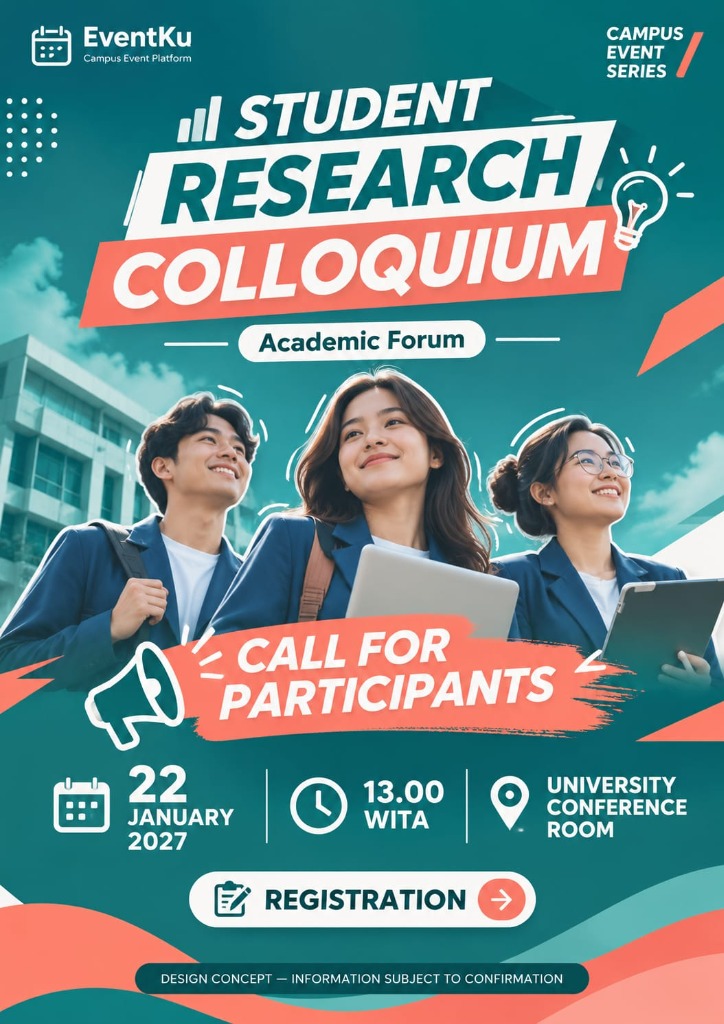 EventKu
Campus Event Platform
CAMPUS
EVENT
SERIES
STUDENT
RESEARCH
COLLOQUIUM
Academic Forum
CALL FOR
PARTICIPANTS
22
JANUARY
2027
13.00
WITA
UNIVERSITY
CONFERENCE
ROOM
REGISTRATION
DESIGN CONCEPT — INFORMATION SUBJECT TO CONFIRMATION